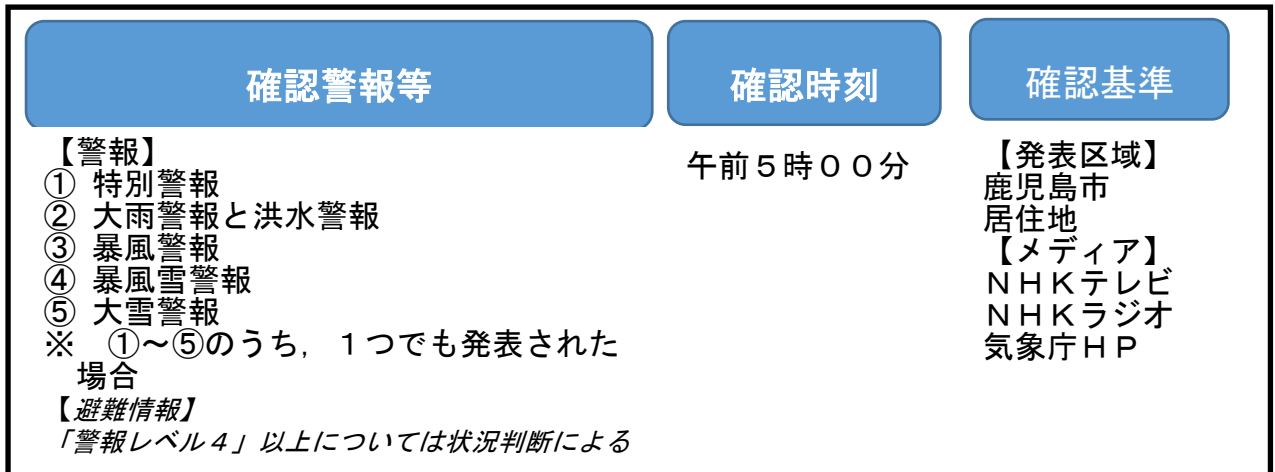 確認警報等
【警報】
① 特別警報
② 大雨警報と洪水警報
③ 暴風警報
④ 暴風雪警報
⑤ 大雪警報
※　①～⑤のうち，１つでも発表された
場合
【避難情報】
「警報レベル４」以上については状況判断による
確認時刻
午前５時００分
確認基準
【発表区域】
鹿児島市
居住地
【メディア】
ＮＨＫテレビ
ＮＨＫラジオ
気象庁ＨＰ